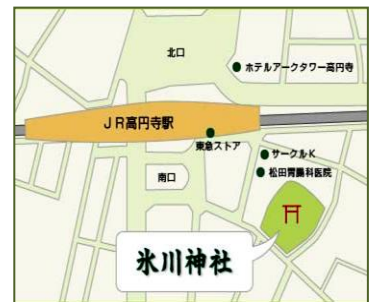 北口
ホテルアークタワー高円寺
JR高円寺駅
東急ストア
サークルK
南口
松田胃腸科医院
氷川神社